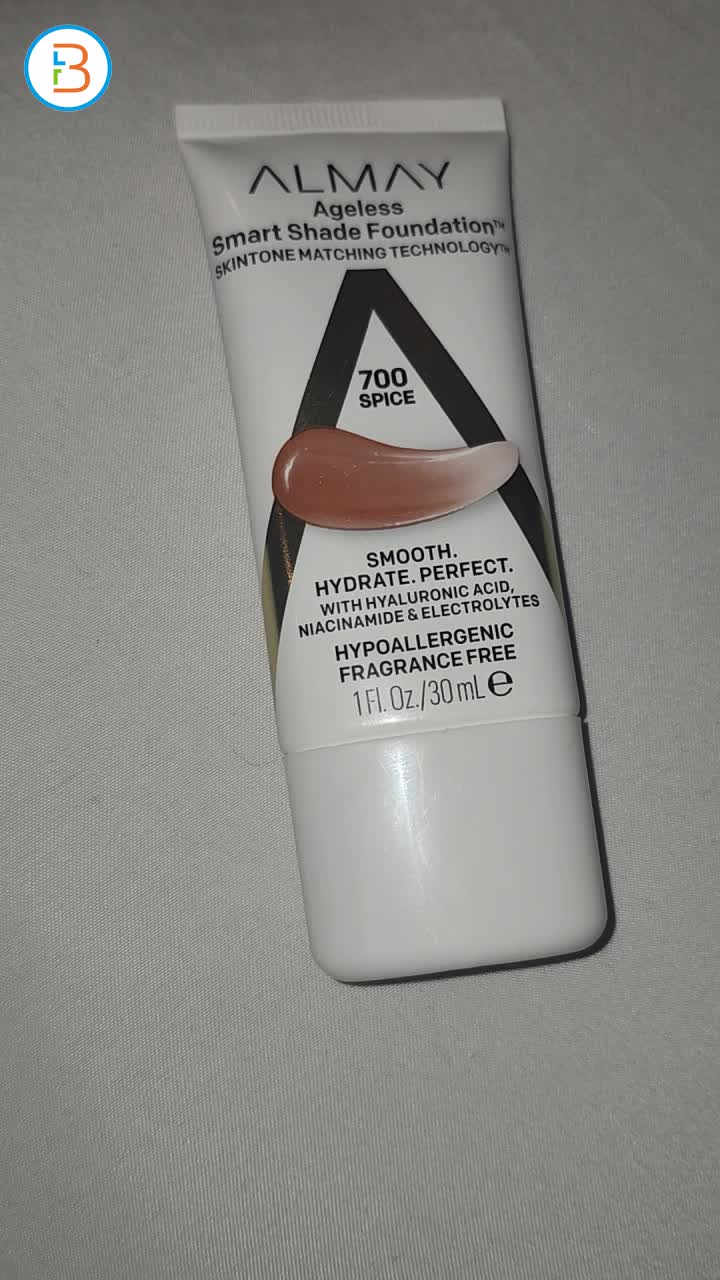 ALMAY
Ageless
Smart Shade Foundation™
SKINTONE MATCHING TECHNOLOGY™
700
SPICE
SMOOTH.
HYDRATE. PERFECT.
WITH HYALURONIC ACID,
NIACINAMIDE & ELECTROLYTES
HYPOALLERGENIC
FRAGRANCE FREE
1 Fl. Oz./30 mL ℮